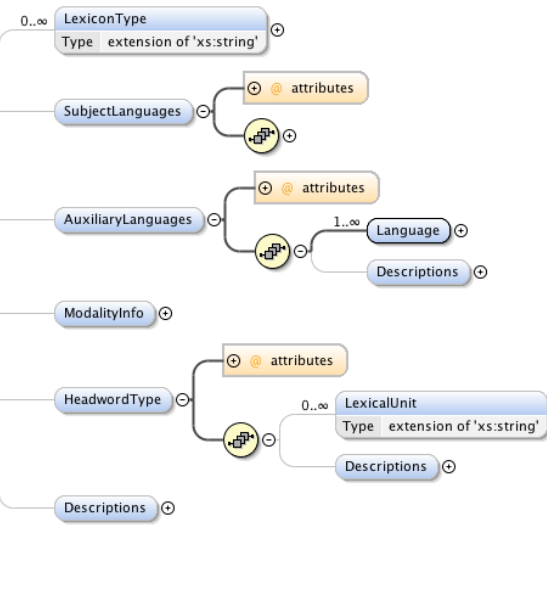 0..∞ LexiconType
Type extension of 'xs:string'
@ attributes
SubjectLanguages
@ attributes
1..∞
AuxiliaryLanguages
Language
Descriptions
ModalityInfo
@ attributes
HeadwordType
0..∞ LexicalUnit
Type extension of 'xs:string'
Descriptions
Descriptions